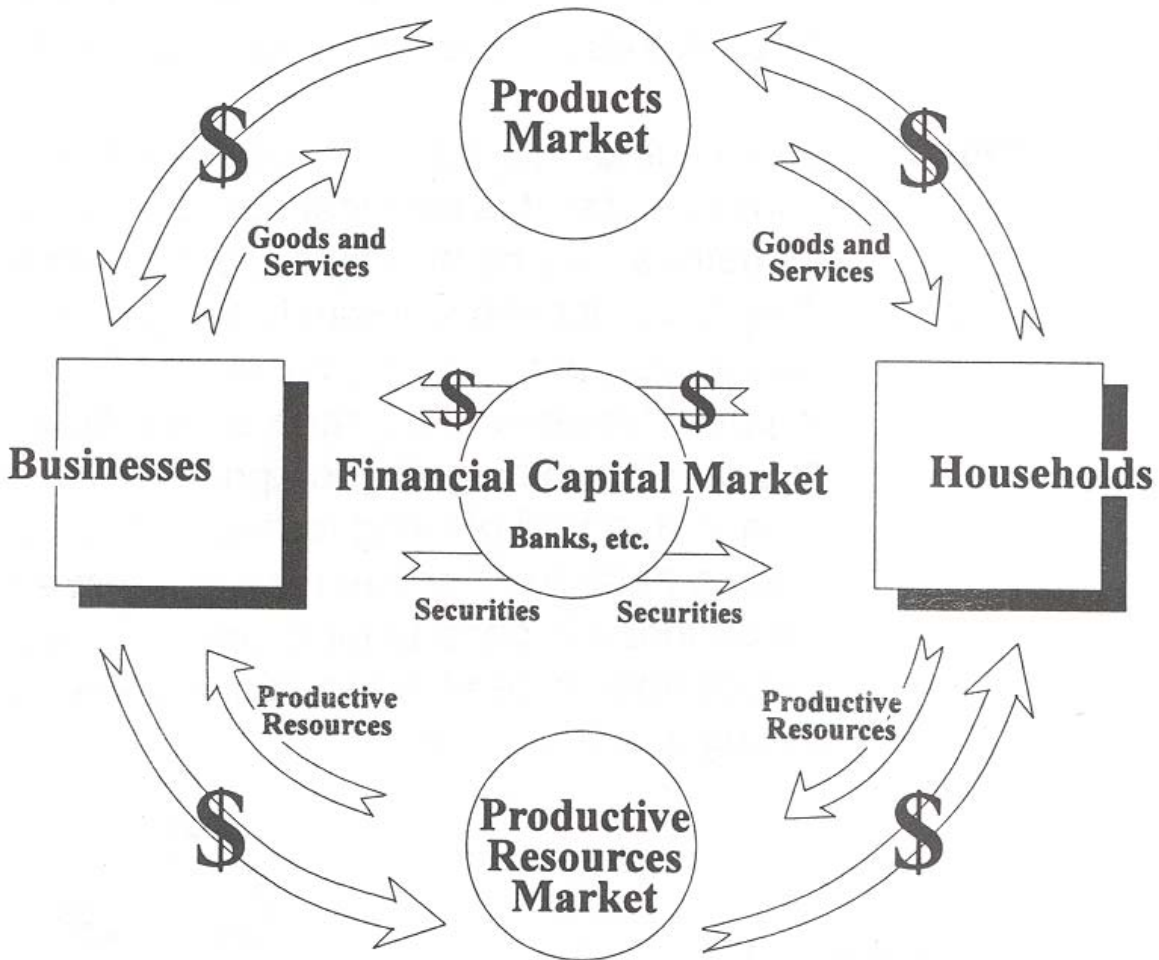 Products
Market
$
$
Goods and
Services
Goods and
Services
$
$
Businesses
Financial Capital Market
Households
Banks, etc.
Securities
Securities
Productive
Resources
Productive
Resources
$
Productive
Resources
Market
$